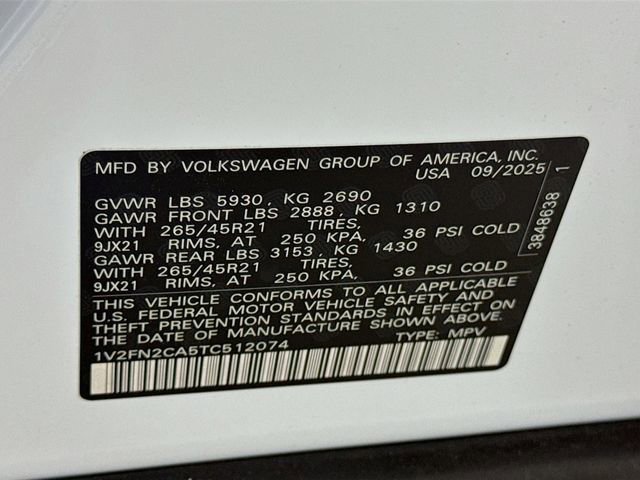 MFD BY VOLKSWAGEN GROUP OF AMERICA, INC.
USA 09/2025
GVWR LBS 5930, KG 2690
GAWR FRONT LBS 2888, KG 1310
WITH 265/45R21 TIRES,
9JX21 RIMS, AT 250 KPA, 36 PSI COLD
GAWR REAR LBS 3153, KG 1430
WITH 265/45R21 TIRES,
9JX21 RIMS, AT 250 KPA, 36 PSI COLD
THIS VEHICLE CONFORMS TO ALL APPLICABLE
U.S. FEDERAL MOTOR VEHICLE SAFETY AND
THEFT PREVENTION STANDARDS IN EFFECT ON
THE DATE OF MANUFACTURE SHOWN ABOVE.
1V2FN2CA5TC512074 TYPE: MPV
3848638 1